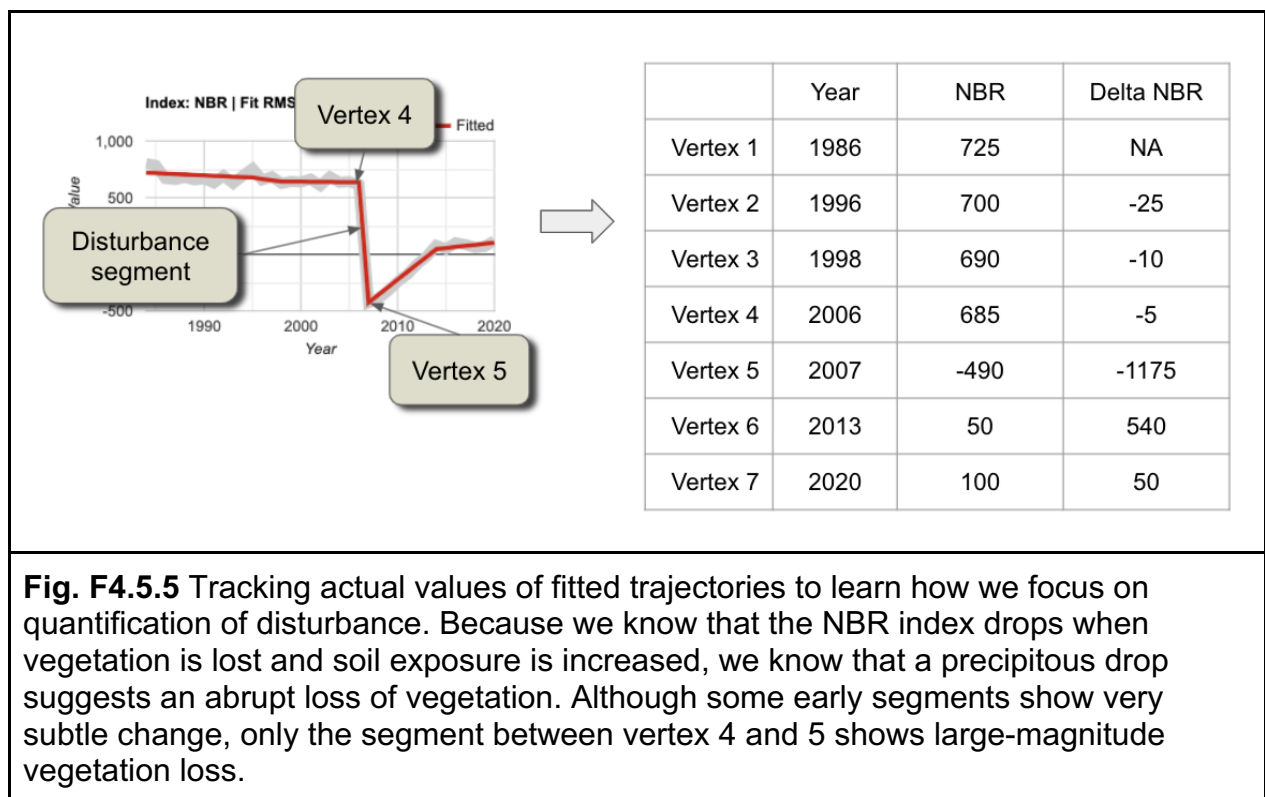 Index: NBR | Fit RMS
Vertex 4
Fitted
1,000
500
-500
Value
Disturbance
segment
1990
2000
2010
2020
Year
Vertex 5
Year NBR Delta NBR
Vertex 1 1986 725 NA
Vertex 2 1996 700 -25
Vertex 3 1998 690 -10
Vertex 4 2006 685 -5
Vertex 5 2007 -490 -1175
Vertex 6 2013 50 540
Vertex 7 2020 100 50
Fig. F4.5.5 Tracking actual values of fitted trajectories to learn how we focus on
quantification of disturbance. Because we know that the NBR index drops when
vegetation is lost and soil exposure is increased, we know that a precipitous drop
suggests an abrupt loss of vegetation. Although some early segments show very
subtle change, only the segment between vertex 4 and 5 shows large-magnitude
vegetation loss.